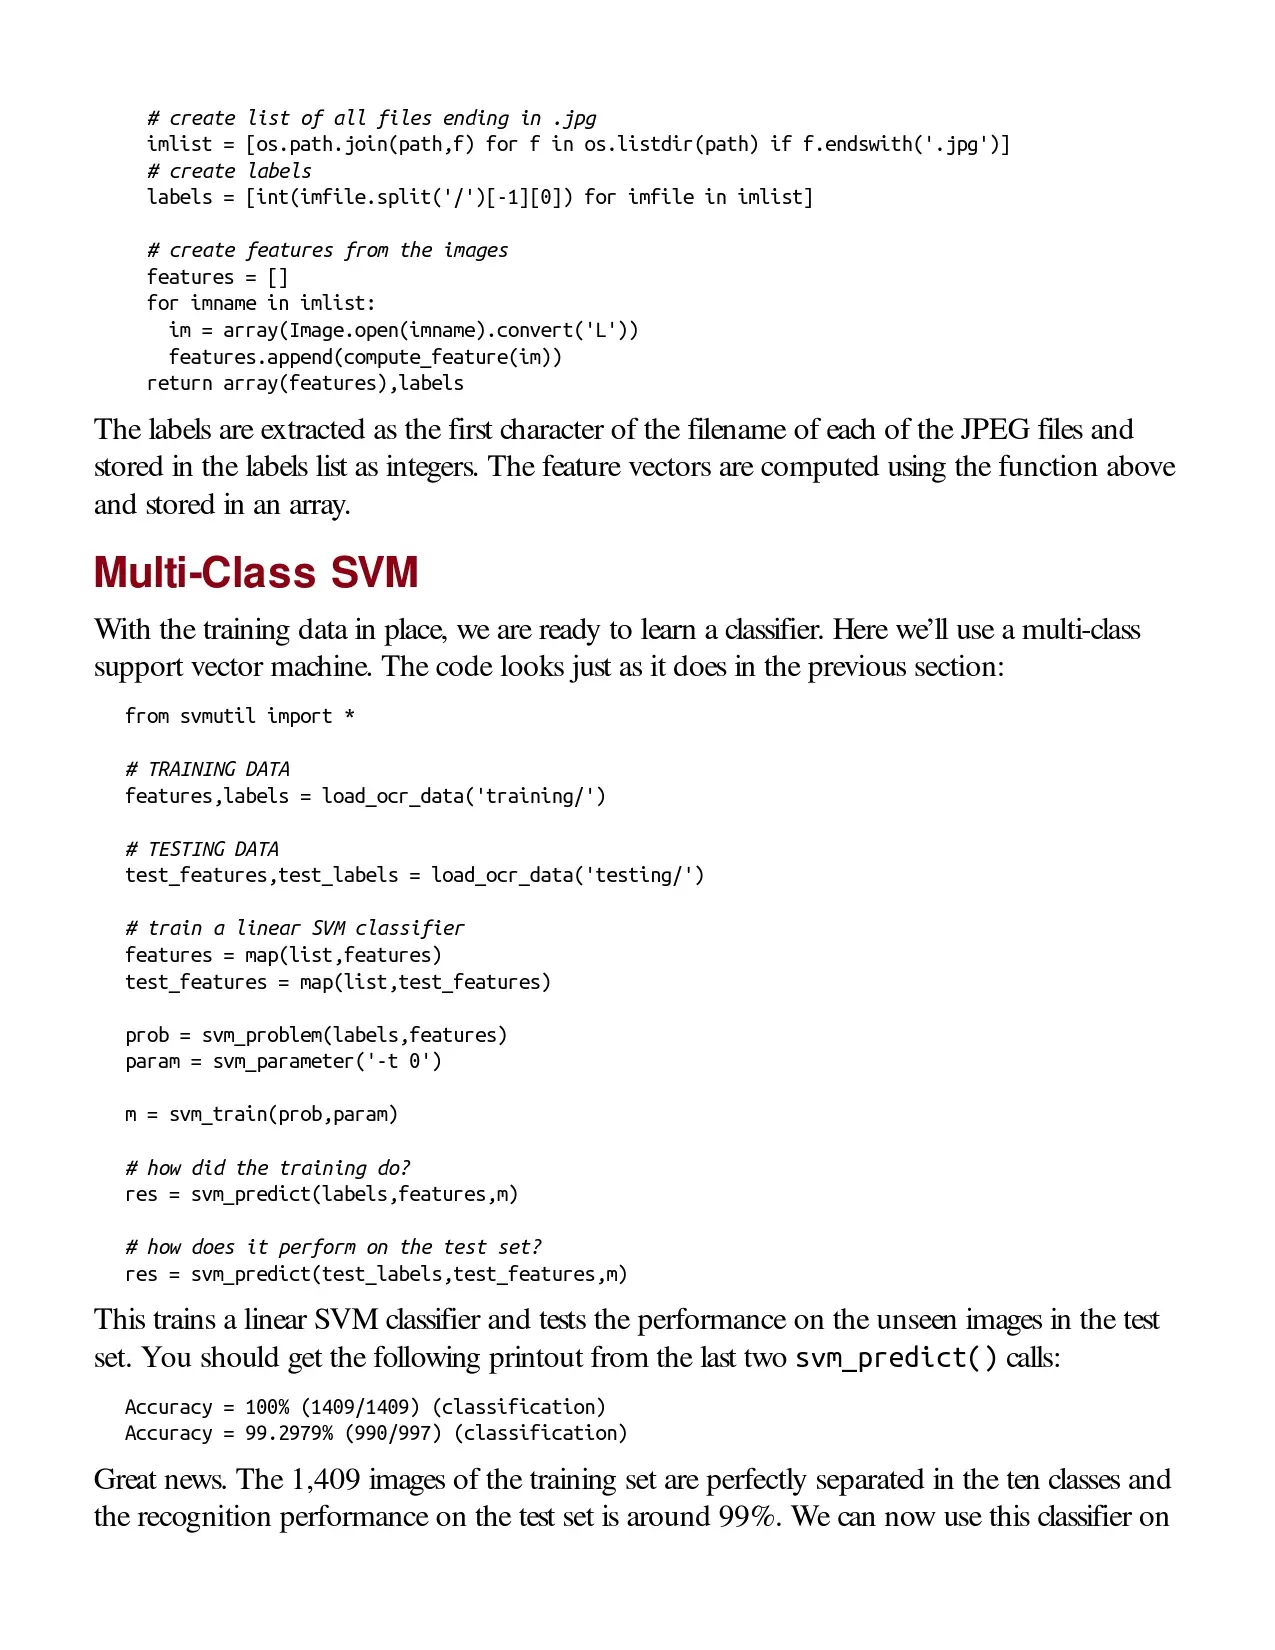 # create list of all files ending in .jpg
imlist = [os.path.join(path,f) for f in os.listdir(path) if f.endswith('.jpg')]
# create labels
labels = [int(imfile.split('/')[-1][0]) for imfile in imlist]
# create features from the images
features = []
for imname in imlist:
im = array(Image.open(imname).convert('L'))
features.append(compute_feature(im))
return array(features),labels
The labels are extracted as the first character of the filename of each of the JPEG files and
stored in the labels list as integers. The feature vectors are computed using the function above
and stored in an array.
Multi-Class SVM
With the training data in place, we are ready to learn a classifier. Here we’ll use a multi-class
support vector machine. The code looks just as it does in the previous section:
from svmutil import *
# TRAINING DATA
features,labels = load_ocr_data('training/')
# TESTING DATA
test_features,test_labels = load_ocr_data('testing/')
# train a linear SVM classifier
features = map(list,features)
test_features = map(list,test_features)
prob = svm_problem(labels,features)
param = svm_parameter('-t 0')
m = svm_train(prob,param)
# how did the training do?
res = svm_predict(labels,features,m)
# how does it perform on the test set?
res = svm_predict(test_labels,test_features,m)
This trains a linear SVM classifier and tests the performance on the unseen images in the test
set. You should get the following printout from the last two svm_predict() calls:
Accuracy = 100% (1409/1409) (classification)
Accuracy = 99.2979% (990/997) (classification)
Great news. The 1,409 images of the training set are perfectly separated in the ten classes and
the recognition performance on the test set is around 99%. We can now use this classifier on